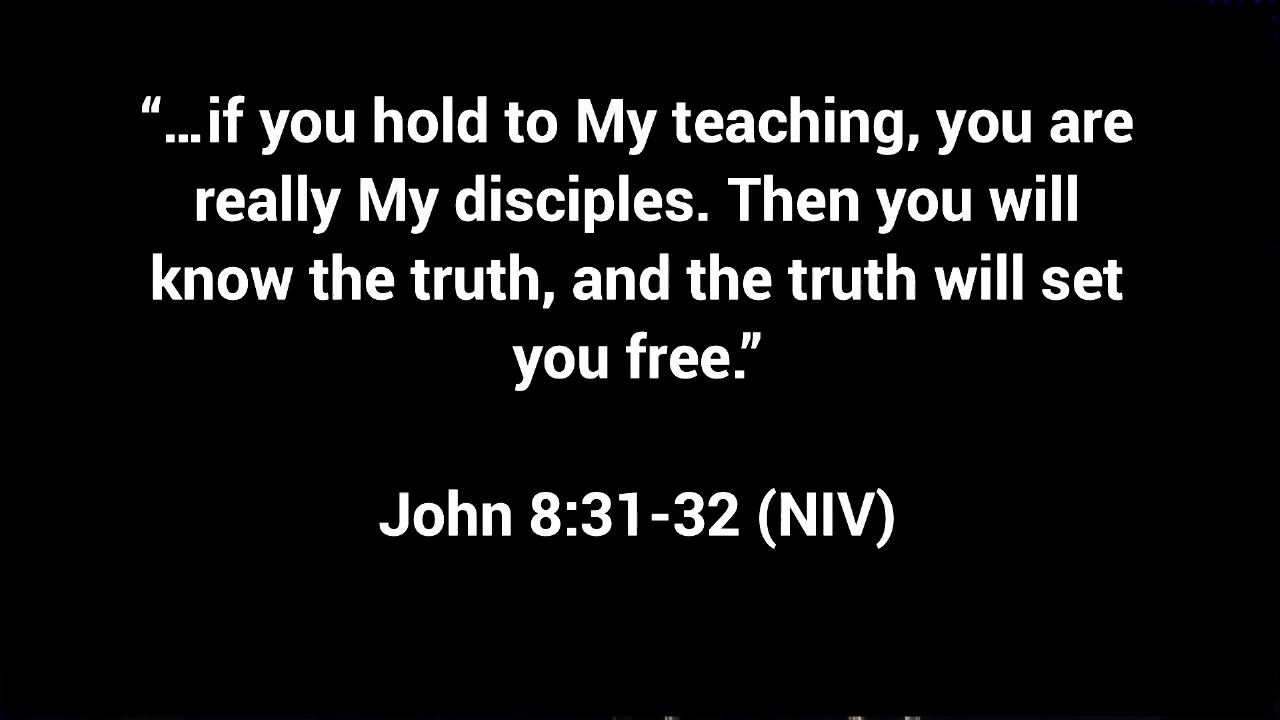 “…if you hold to My teaching, you are
really My disciples. Then you will
know the truth, and the truth will set
you free.”
John 8:31-32 (NIV)